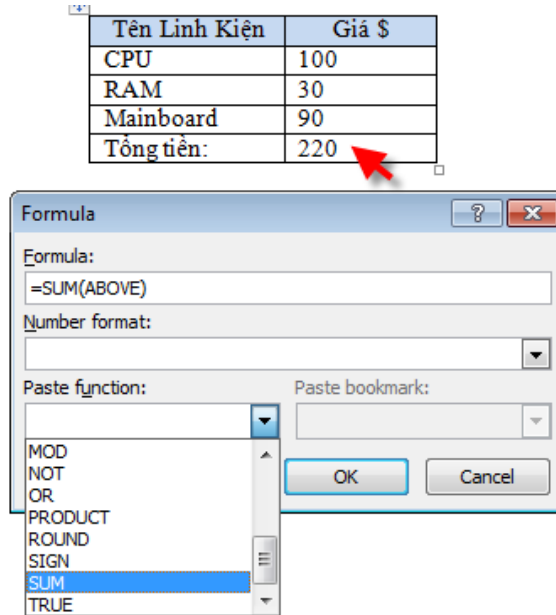 Tên Linh Kiện Giá $
CPU 100
RAM 30
Mainboard 90
Tổng tiền: 220
Formula
Formula:
=SUM(ABOVE)
Number format:
Paste function: Paste bookmark:
MOD
NOT
OR
PRODUCT
ROUND
SIGN
SUM
TRUE
OK Cancel